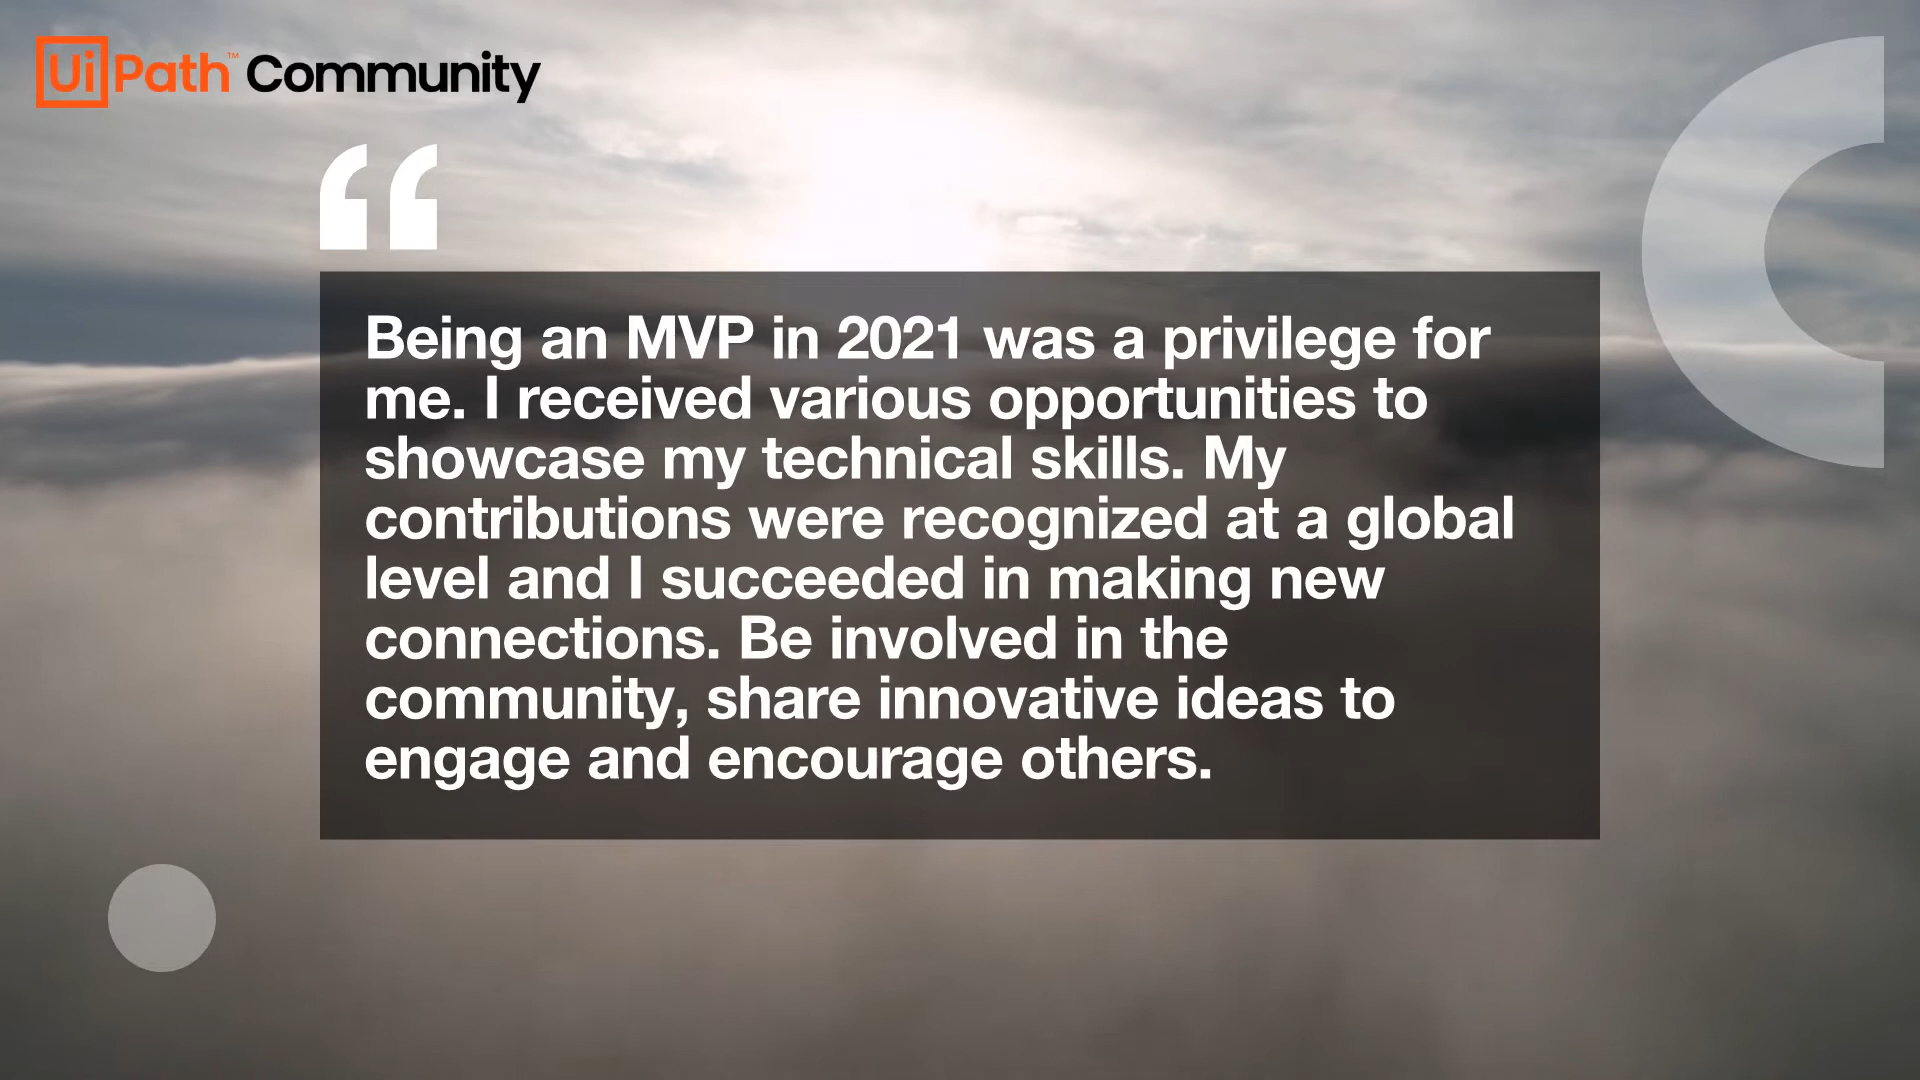 UiPath™ Community
“
Being an MVP in 2021 was a privilege for
me. I received various opportunities to
showcase my technical skills. My
contributions were recognized at a global
level and I succeeded in making new
connections. Be involved in the
community, share innovative ideas to
engage and encourage others.